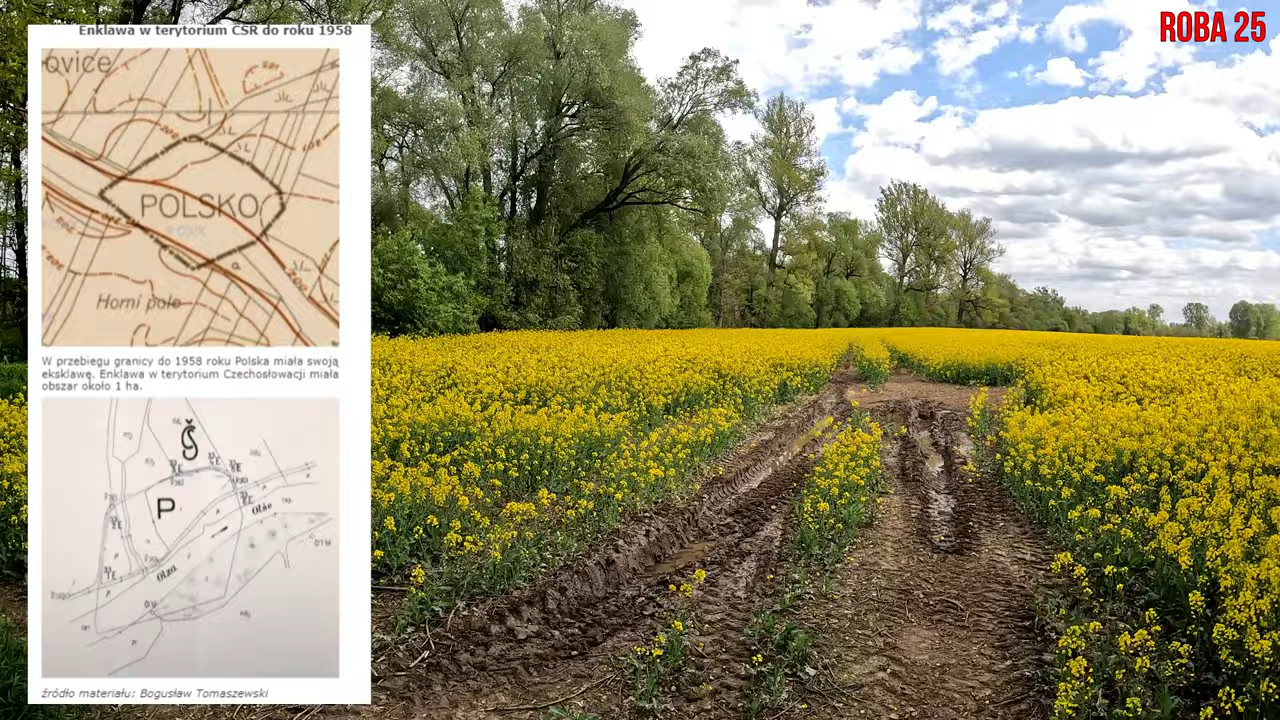 Enklawa w terytorium CSR do roku 1958
ROBA 25
ovice
POLSKO
Horní pole
W przebiegu granicy do 1958 roku Polska miała swoją
eksklawę. Enklawa w terytorium Czechosłowacji miała
obszar około 1 ha.
Š
P
Olše
Olza
źródło materiału: Bogusław Tomaszewski